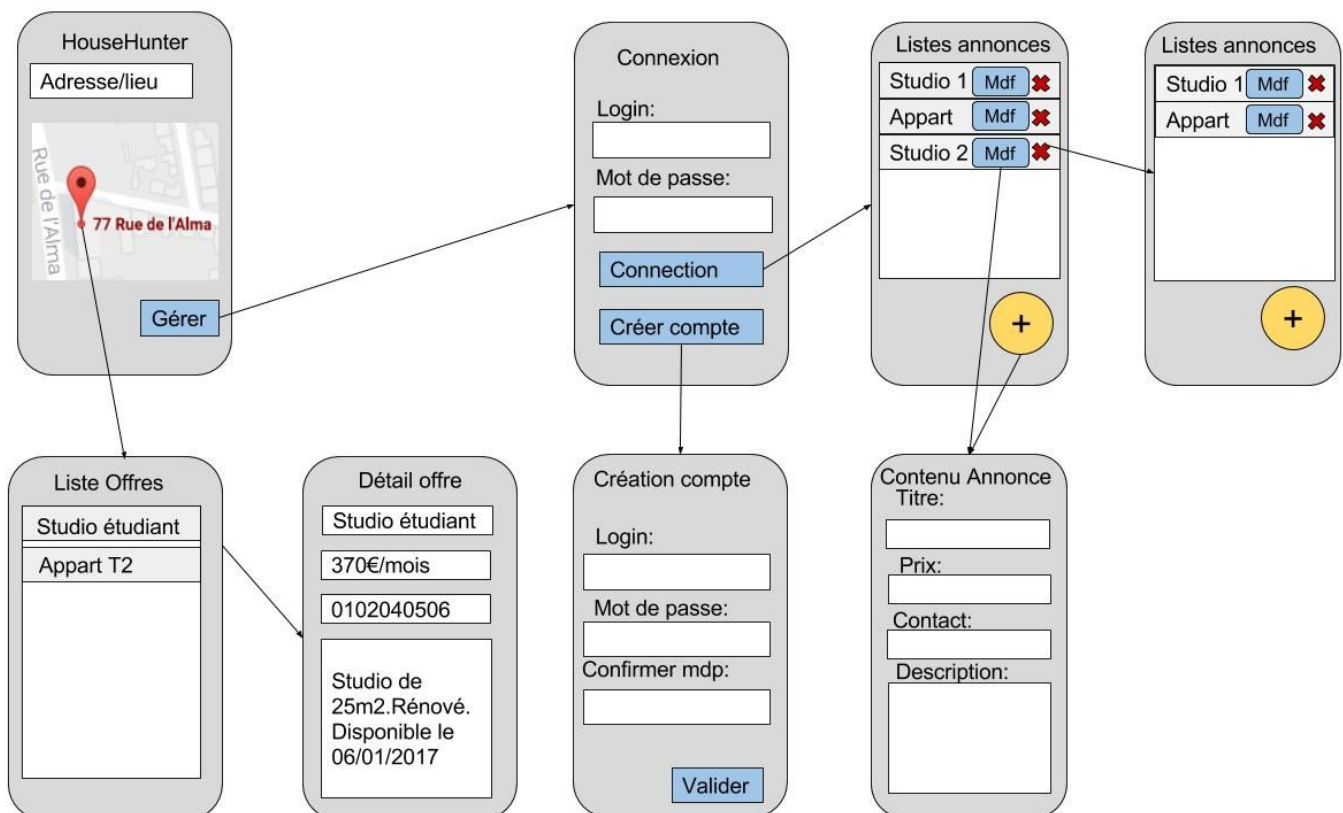 HouseHunter
Adresse/lieu
Rue de l'Alma
77 Rue de l'Alma
Gérer
Connexion
Login:
Mot de passe:
Connection
Créer compte
Listes annonces
Studio 1 Mdf
Appart Mdf
Studio 2 Mdf
+
Listes annonces
Studio 1 Mdf
Appart Mdf
+
Liste Offres
Studio étudiant
Appart T2
Détail offre
Studio étudiant
370€/mois
0102040506
Studio de
25m2.Rénové.
Disponible le
06/01/2017
Création compte
Login:
Mot de passe:
Confirmer mdp:
Valider
Contenu Annonce
Titre:
Prix:
Contact:
Description: